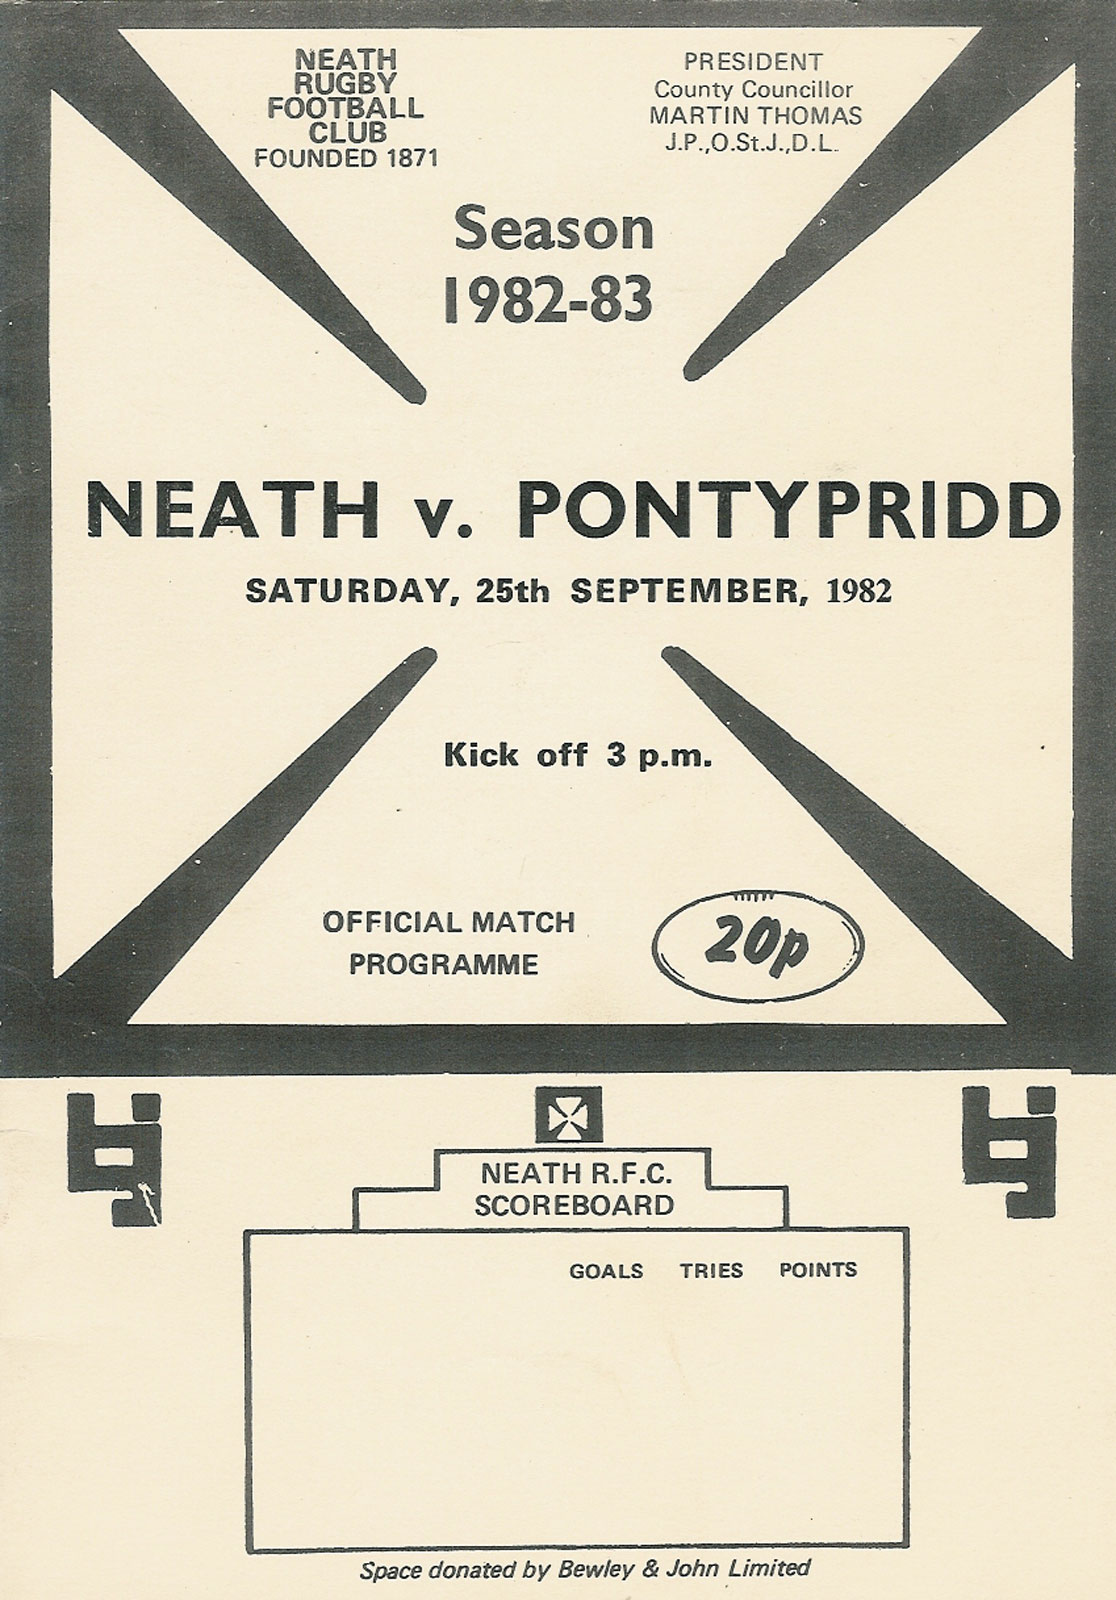 NEATH
RUGBY
FOOTBALL
CLUB
FOUNDED 1871
PRESIDENT
County Councillor
MARTIN THOMAS
J.P.,O.St.J.,D.L.
Season
1982-83
NEATH v. PONTYPRIDD
SATURDAY, 25th SEPTEMBER, 1982
Kick off 3 p.m.
OFFICIAL MATCH
PROGRAMME
20p
NEATH R.F.C.
SCOREBOARD
GOALS TRIES POINTS
Space donated by Bewley & John Limited